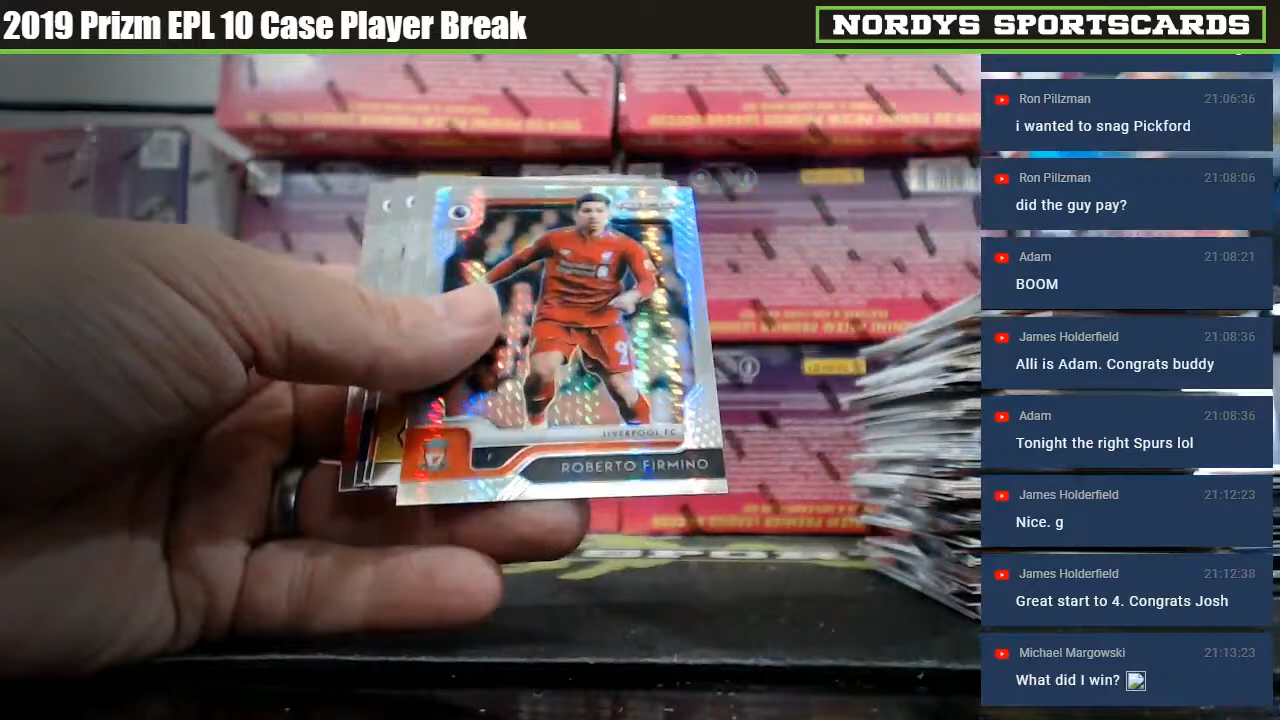 2019 Prizm EPL 10 Case Player Break
NORDYS SPORTSCARDS
Ron Pillzman 21:06:36
i wanted to snag Pickford
Ron Pillzman 21:08:06
did the guy pay?
Adam 21:08:21
BOOM
James Holderfield 21:08:36
Alli is Adam. Congrats buddy
Adam 21:08:36
Tonight the right Spurs lol
James Holderfield 21:12:23
Nice. g
James Holderfield 21:12:38
Great start to 4. Congrats Josh
Michael Margowski 21:13:23
What did I win?
9
LIVERPOOL FC
ROBERTO FIRMINO